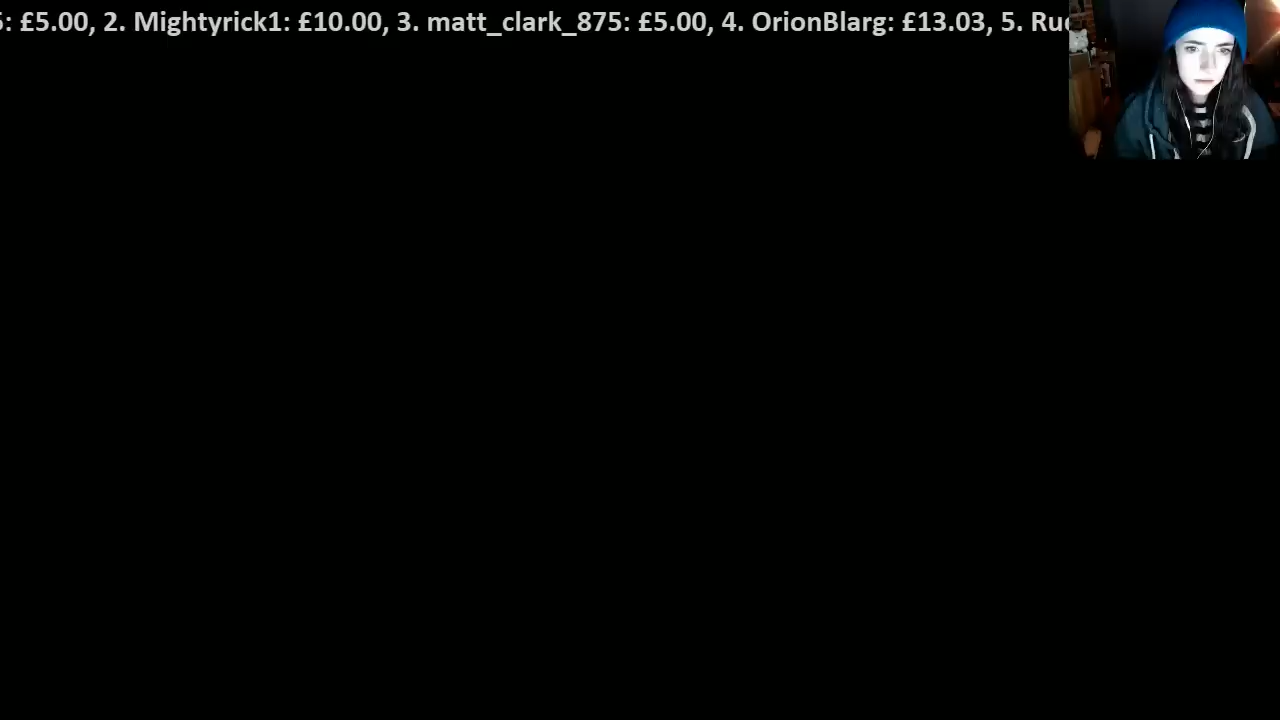 : £5.00, 2. Mightyrick1: £10.00, 3. matt_clark_875: £5.00, 4. OrionBlarg: £13.03, 5.